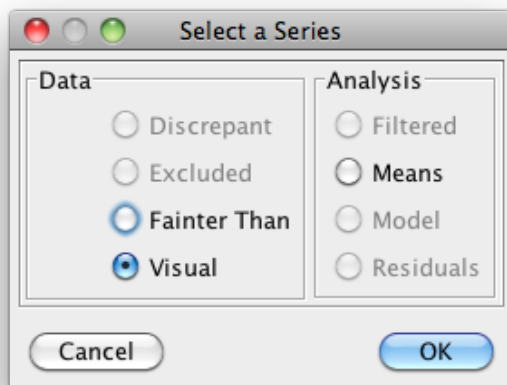 Select a Series
Data
Discrepant
Excluded
Fainter Than
Visual
Analysis
Filtered
Means
Model
Residuals
Cancel
OK